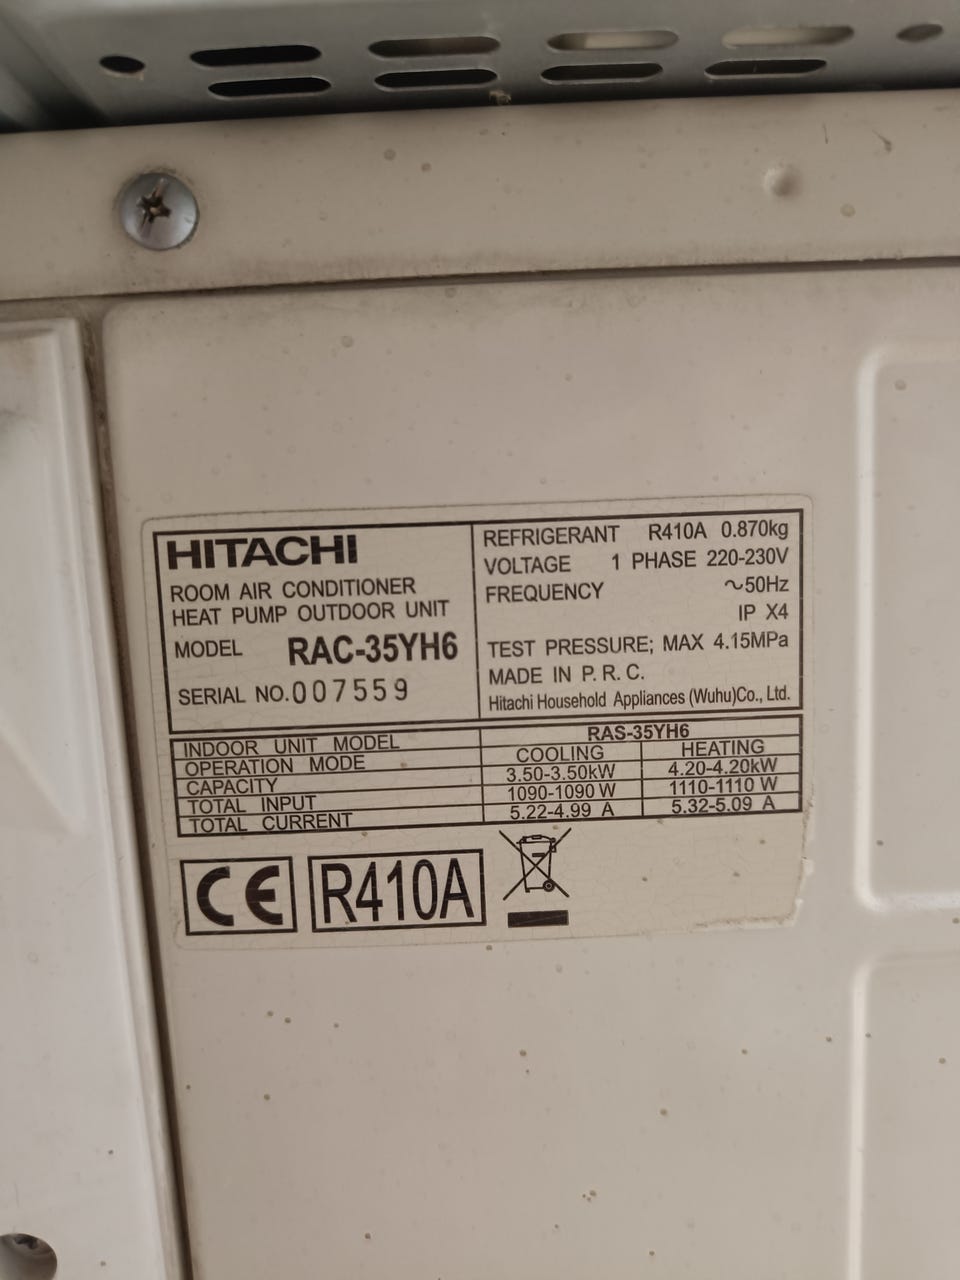 HITACHI
ROOM AIR CONDITIONER
HEAT PUMP OUTDOOR UNIT
MODEL RAC-35YH6
SERIAL NO.007559
REFRIGERANT R410A 0.870kg
VOLTAGE 1 PHASE 220-230V
FREQUENCY ~50Hz
IP X4
TEST PRESSURE; MAX 4.15MPa
MADE IN P. R. C.
Hitachi Household Appliances (Wuhu)Co., Ltd.
INDOOR UNIT MODEL RAS-35YH6
OPERATION MODE COOLING HEATING
CAPACITY 3.50-3.50kW 4.20-4.20kW
TOTAL INPUT 1090-1090 W 1110-1110 W
TOTAL CURRENT 5.22-4.99 A 5.32-5.09 A
CE R410A